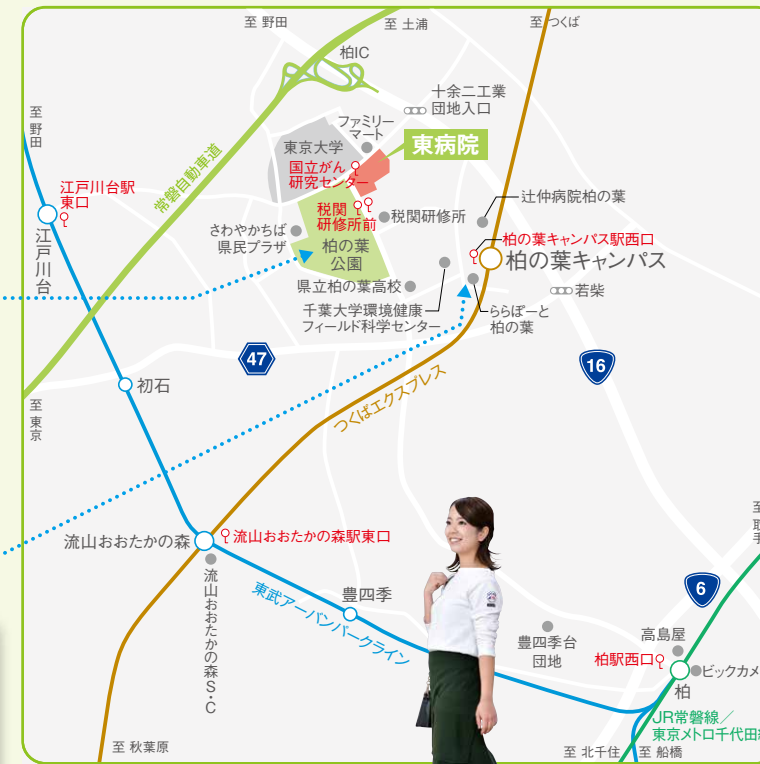 至 野田
至 土浦
至 つくば
柏IC
十余二工業
団地入口
ファミリー
マート
東京大学
東病院
国立がん
研究センター
至 野田
常磐自動車道
江戸川台駅
東口
税関
研修所前
税関研修所
辻仲病院柏の葉
さわやかちば
県民プラザ
柏の葉
公園
柏の葉キャンパス駅西口
柏の葉キャンパス
江戸川台
県立柏の葉高校
若柴
千葉大学環境健康
フィールド科学センター
ららぽーと
柏の葉
47
16
初石
つくばエクスプレス
至 東京
至 取手
流山おおたかの森
流山おおたかの森駅東口
流山おおたかの森S・C
東武アーバンパークライン
豊四季
6
豊四季台
団地
高島屋
柏駅西口
ビックカメ
柏
JR常磐線／
東京メトロ千代田
至 秋葉原
至 北千住
至 船橋